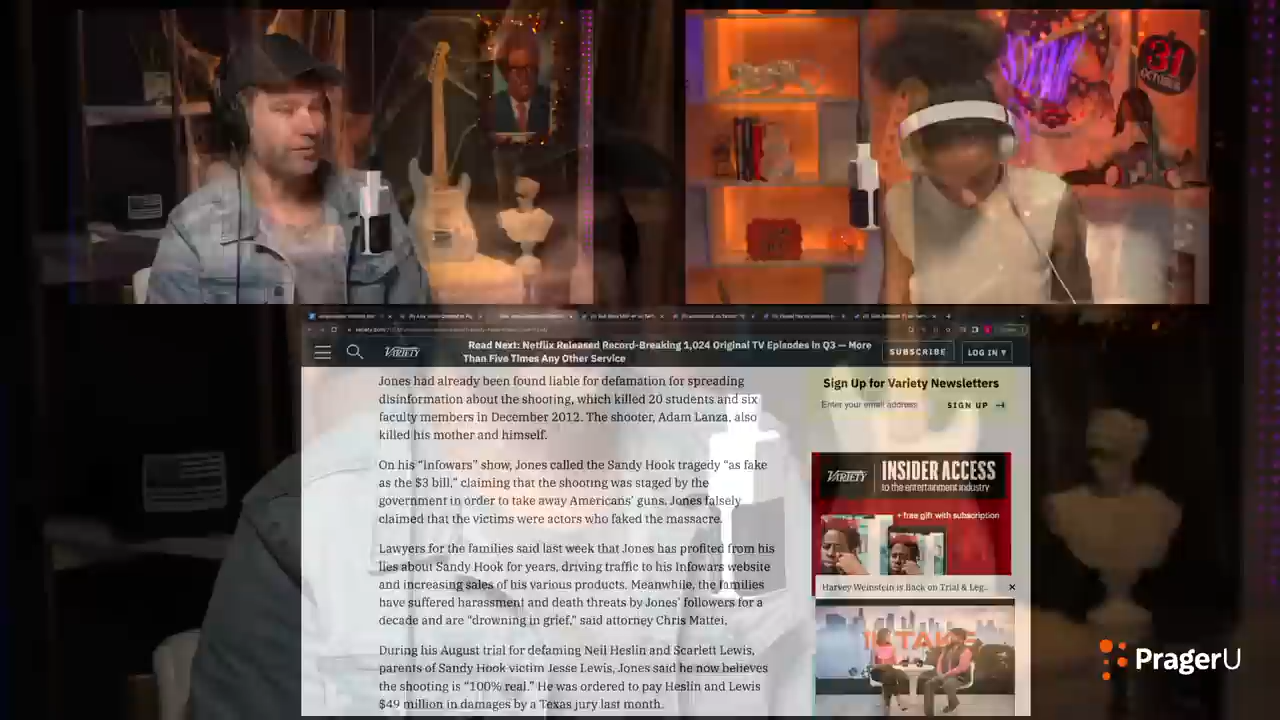 31
OCTOBER
VARIETY
Read Next: Netflix Released Record-Breaking 1,024 Original TV Episodes in Q3 — More
Than Five Times Any Other Service
SUBSCRIBE
LOG IN
Jones had already been found liable for defamation for spreading
disinformation about the shooting, which killed 20 students and six
faculty members in December 2012. The shooter, Adam Lanza, also
killed his mother and himself.
On his “Infowars” show, Jones called the Sandy Hook tragedy “as fake
as the $3 bill,” claiming that the shooting was staged by the
government in order to take away Americans’ guns. Jones falsely
claimed that the victims were actors who faked the massacre.
Lawyers for the families said last week that Jones has profited from his
lies about Sandy Hook for years, driving traffic to his Infowars website
and increasing sales of his various products. Meanwhile, the families
have suffered harassment and death threats by Jones’ followers for a
decade and are “drowning in grief,” said attorney Chris Mattei.
During his August trial for defaming Neil Heslin and Scarlett Lewis,
parents of Sandy Hook victim Jesse Lewis, Jones said he now believes
the shooting is “100% real.” He was ordered to pay Heslin and Lewis
$49 million in damages by a Texas jury last month.
Sign Up for Variety Newsletters
Enter your email address
SIGN UP
VARIETY
INSIDER ACCESS
to the entertainment industry
+ free gift with subscription
Harvey Weinstein is Back on Trial & Leg...
TAKE
PragerU